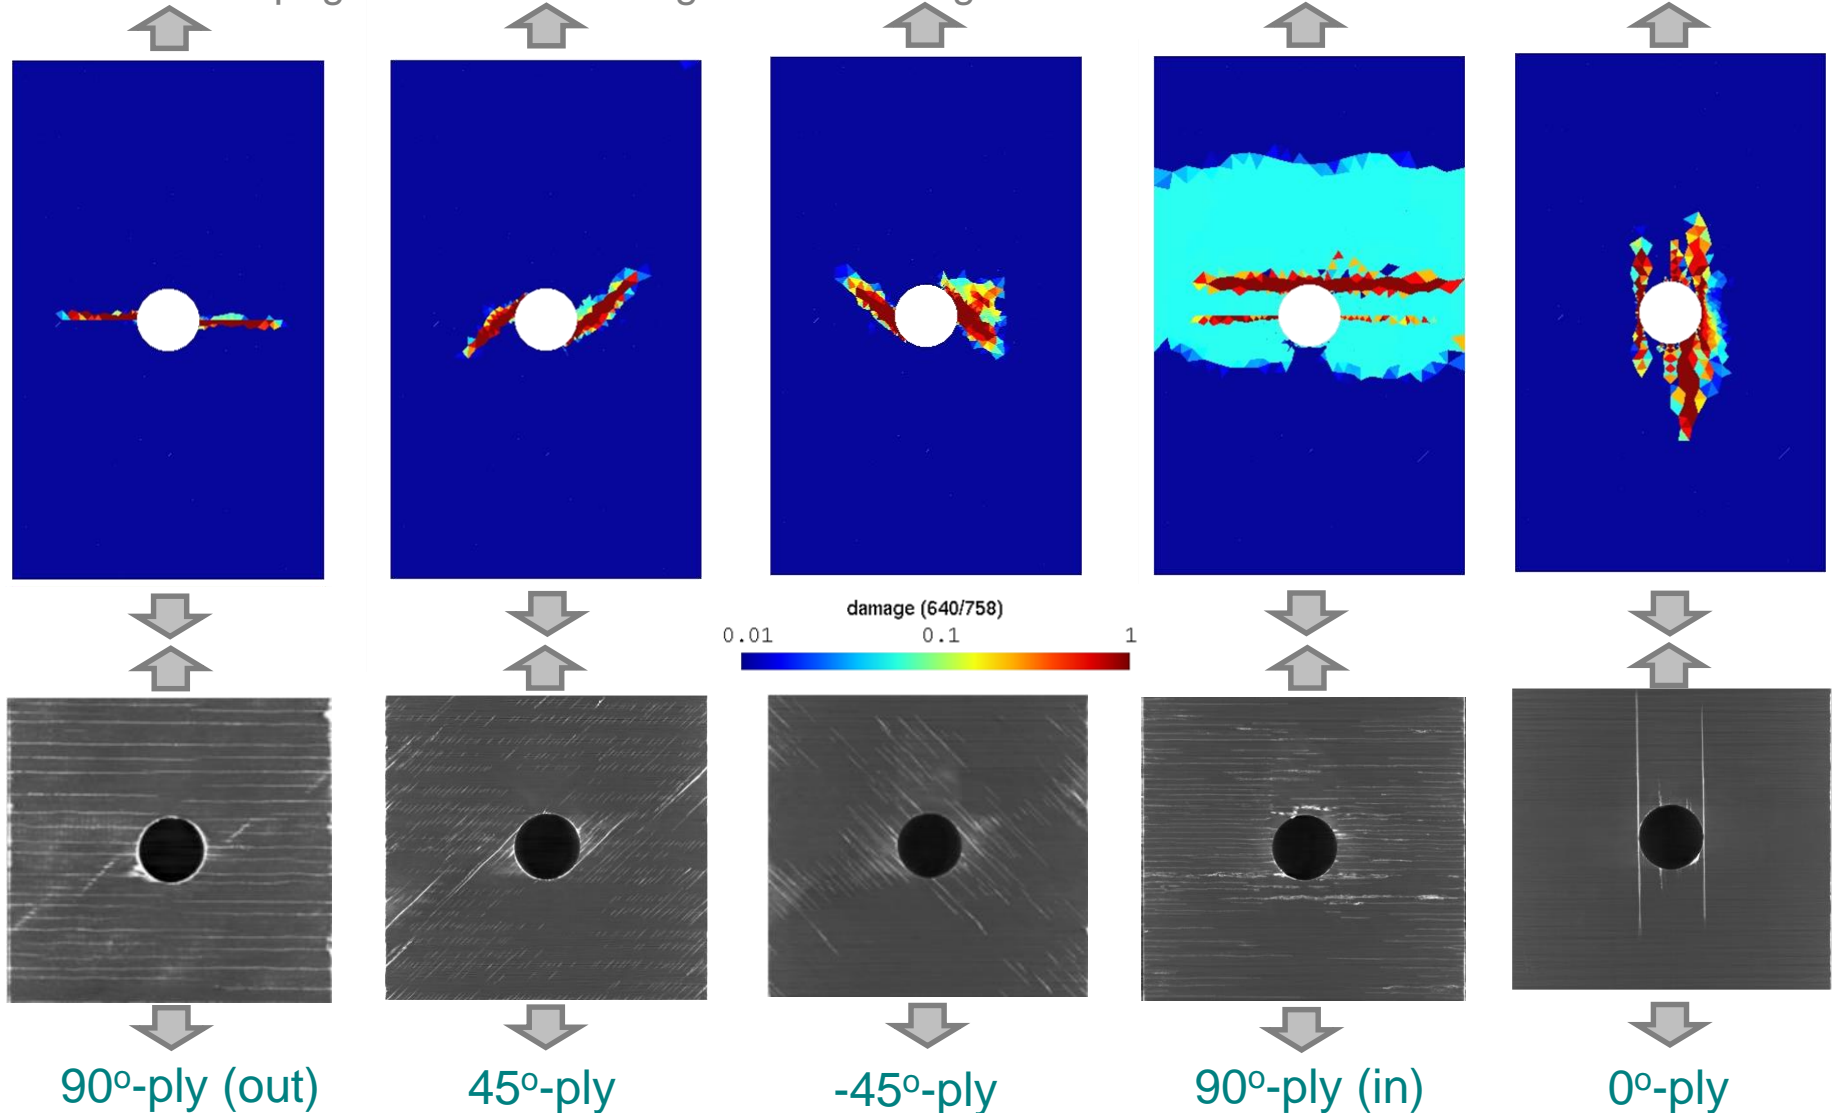 damage (640/758)
0.01 0.1 1
90º-ply (out) 45º-ply -45º-ply 90º-ply (in) 0º-ply